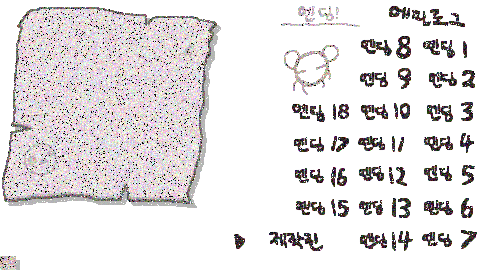 엔딩!
에필로그
엔딩 8 엔딩 1
엔딩 9 엔딩 2
엔딩 18 엔딩 10 엔딩 3
엔딩 17 엔딩 11 엔딩 4
엔딩 16 엔딩 12 엔딩 5
엔딩 15 엔딩 13 엔딩 6
제작진 엔딩 14 엔딩 7